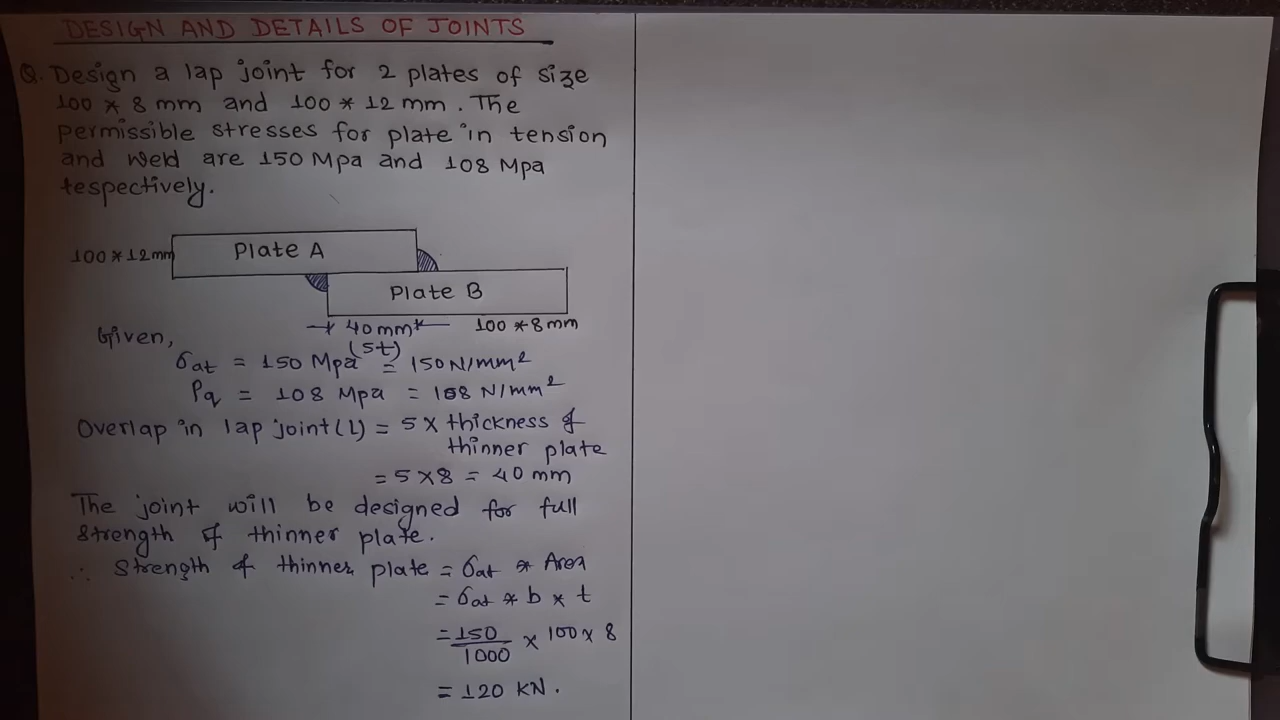 DESIGN AND DETAILS OF JOINTS
Q. Design a lap joint for 2 plates of size
100 * 8 mm and 100 * 12 mm. The
permissible stresses for plate in tension
and weld are 150 Mpa and 108 Mpa
tespectively.
100 * 12 mm
Plate A
Plate B
40 mm
100 * 8 mm
(5t)
Given,
σat = 150 Mpa = 150 N/mm²
Pq = 108 Mpa = 108 N/mm²
Overlap in lap joint (L) = 5 × thickness of
thinner plate
= 5 × 8 = 40 mm
The joint will be designed for full
strength of thinner plate.
∴ Strength of thinner plate = σat * Area
= σat * b * t
= 150/1000 × 100 × 8
= 120 KN.